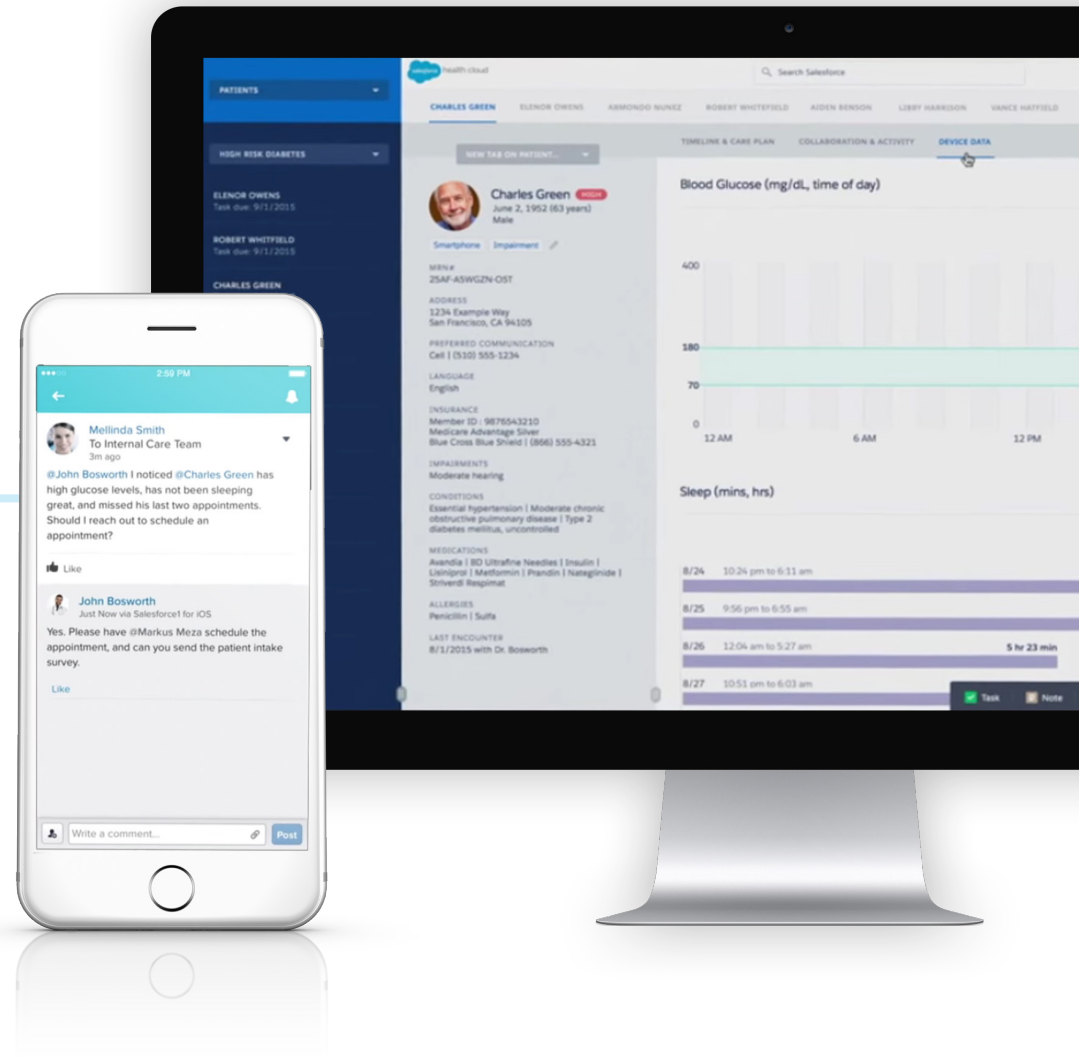 PATIENTS
HIGH RISK DIABETES
ELENOR OWENS
Task due: 9/1/2015
ROBERT WHITFIELD
Task due: 9/1/2015
CHARLES GREEN
salesforce health cloud
Search Salesforce
CHARLES GREEN ELENOR OWENS ARMONDO NUNEZ ROBERT WHITEFIELD AIDEN BENSON LIBBY HARRISON VANCE HATFIELD
NEW TAB ON PATIENT...
TIMELINE & CARE PLAN COLLABORATION & ACTIVITY DEVICE DATA
Charles Green HIGH
June 2, 1952 (63 years)
Male
Smartphone Impairment
MRN#
25AF-ASWGZN-OST
ADDRESS
1234 Example Way
San Francisco, CA 94105
PREFERRED COMMUNICATION
Cell | (510) 555-1234
LANGUAGE
English
INSURANCE
Member ID : 9876543210
Medicare Advantage Silver
Blue Cross Blue Shield | (866) 555-4321
IMPAIRMENTS
Moderate hearing
CONDITIONS
Essential hypertension | Moderate chronic
obstructive pulmonary disease | Type 2
diabetes mellitus, uncontrolled
MEDICATIONS
Avandia | BD Ultrafine Needles | Insulin |
Lisiniprol | Metformin | Prandin | Nateglinide |
Striverdi Respimat
ALLERGIES
Penicillin | Sulfa
LAST ENCOUNTER
8/1/2015 with Dr. Bosworth
Blood Glucose (mg/dL, time of day)
400
180
70
0
12 AM 6 AM 12 PM
Sleep (mins, hrs)
8/24 10:24 pm to 6:11 am
8/25 9:56 pm to 6:55 am
8/26 12:04 am to 5:27 am 5 hr 23 min
8/27 10:51 pm to 6:03 am
Task Note
2:59 PM
Mellinda Smith
To Internal Care Team
3m ago
@John Bosworth I noticed @Charles Green has
high glucose levels, has not been sleeping
great, and missed his last two appointments.
Should I reach out to schedule an
appointment?
Like
John Bosworth
Just Now via Salesforce1 for iOS
Yes. Please have @Markus Meza schedule the
appointment, and can you send the patient intake
survey.
Like
Write a comment...
Post